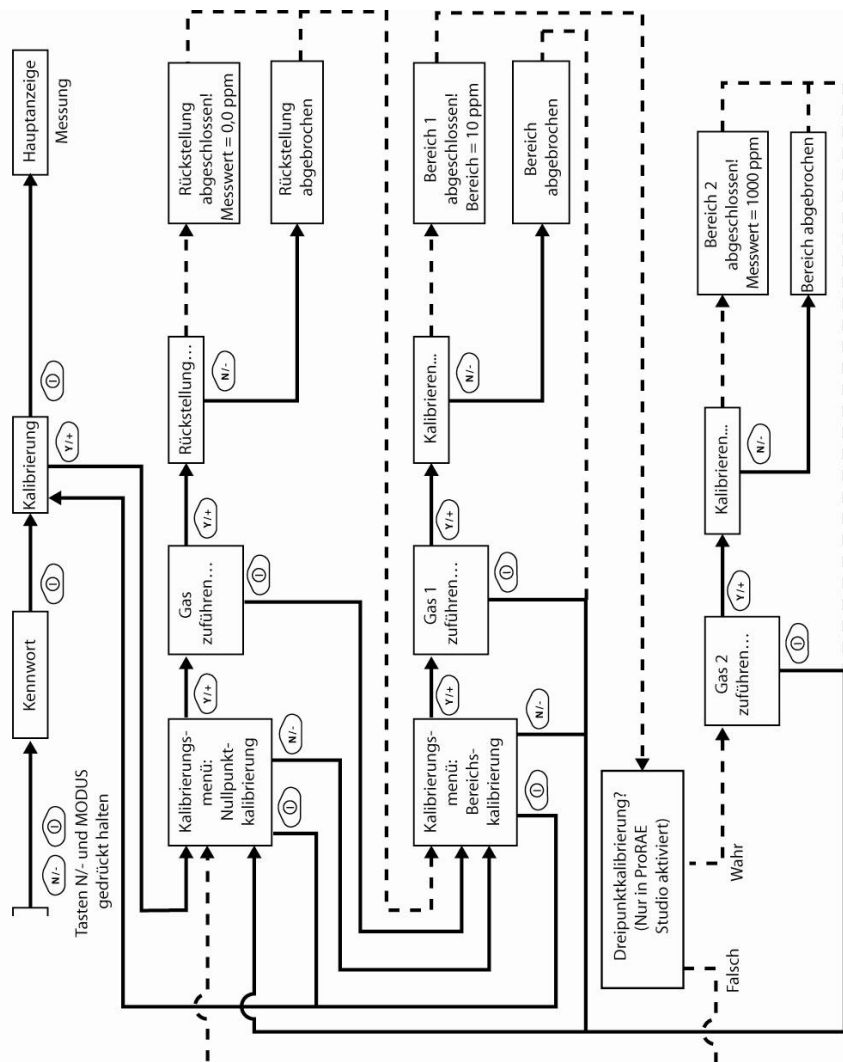 N/-
Tasten N/- und MODUS
gedrückt halten
Kennwort
Kalibrierung
Y/+
Hauptanzeige
Messung
Kalibrierungs-
menü:
Nullpunkt-
kalibrierung
Y/+
N/-
Gas
zuführen...
Y/+
Rückstellung...
N/-
Rückstellung
abgeschlossen!
Messwert = 0,0 ppm
Rückstellung
abgebrochen
Kalibrierungs-
menü:
Bereichs-
kalibrierung
Y/+
N/-
Gas 1
zuführen...
Y/+
Kalibrieren...
N/-
Bereich 1
abgeschlossen!
Bereich = 10 ppm
Bereich
abgebrochen
Dreipunktkalibrierung?
(Nur in ProRAE
Studio aktiviert)
Falsch
Wahr
Gas 2
zuführen...
Y/+
Kalibrieren...
N/-
Bereich 2
abgeschlossen!
Messwert = 1000 ppm
Bereich abgebrochen